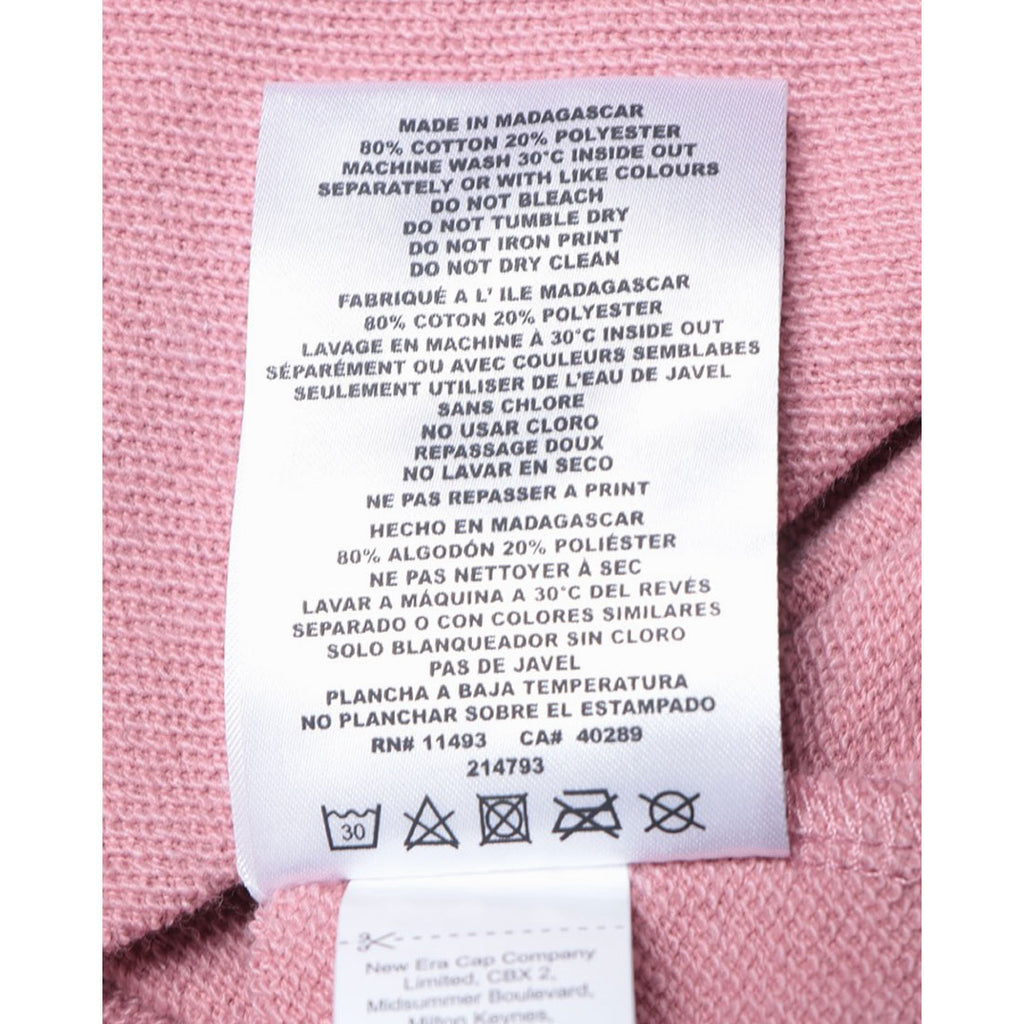 MADE IN MADAGASCAR
80% COTTON 20% POLYESTER
MACHINE WASH 30°C INSIDE OUT
SEPARATELY OR WITH LIKE COLOURS
DO NOT BLEACH
DO NOT TUMBLE DRY
DO NOT IRON PRINT
DO NOT DRY CLEAN
FABRIQUÉ A L' ILE MADAGASCAR
80% COTON 20% POLYESTER
LAVAGE EN MACHINE À 30°C INSIDE OUT
SÉPARÉMENT OU AVEC COULEURS SEMBLABES
SEULEMENT UTILISER DE L'EAU DE JAVEL
SANS CHLORE
NO USAR CLORO
REPASSAGE DOUX
NO LAVAR EN SECO
NE PAS REPASSER A PRINT
HECHO EN MADAGASCAR
80% ALGODÓN 20% POLIÉSTER
NE PAS NETTOYER À SEC
LAVAR A MÁQUINA A 30°C DEL REVÉS
SEPARADO O CON COLORES SIMILARES
SOLO BLANQUEADOR SIN CLORO
PAS DE JAVEL
PLANCHA A BAJA TEMPERATURA
NO PLANCHAR SOBRE EL ESTAMPADO
RN# 11493 CA# 40289
214793
30
New Era Cap Company
Limited, CBX 2,
Midsummer Boulevard,
Milton Keynes,